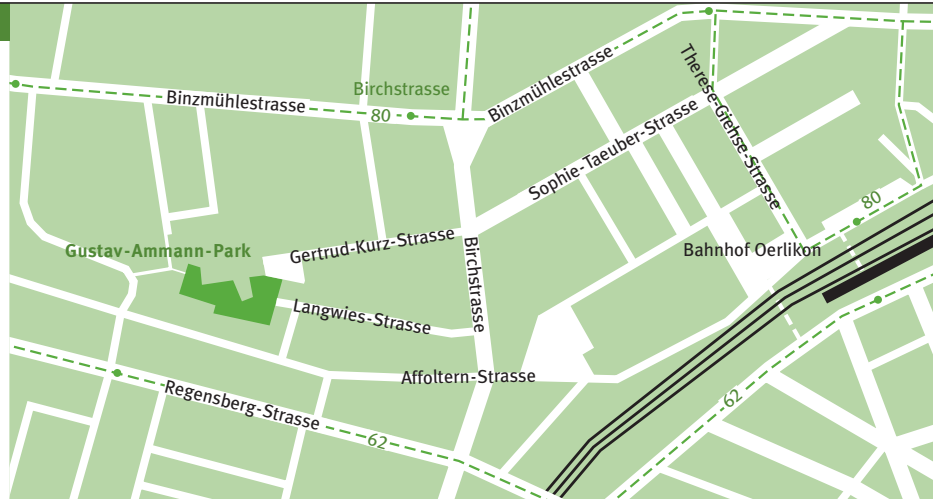 Birchstrasse
Binzmühlestrasse
80
Binzmühlestrasse
Therese-Giehse-Strasse
Sophie-Taeuber-Strasse
80
Gustav-Ammann-Park
Gertrud-Kurz-Strasse
Birchstrasse
Bahnhof Oerlikon
Langwies-Strasse
Affoltern-Strasse
Regensberg-Strasse
62
62